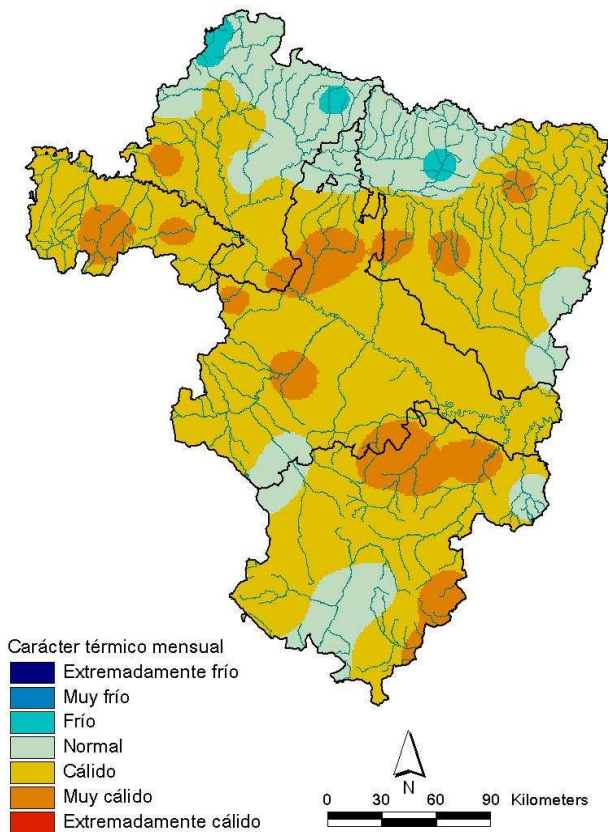 Carácter térmico mensual
Extremadamente frío
Muy frío
Frío
Normal
Cálido
Muy cálido
Extremadamente cálido
N
0 30 60 90 Kilometers